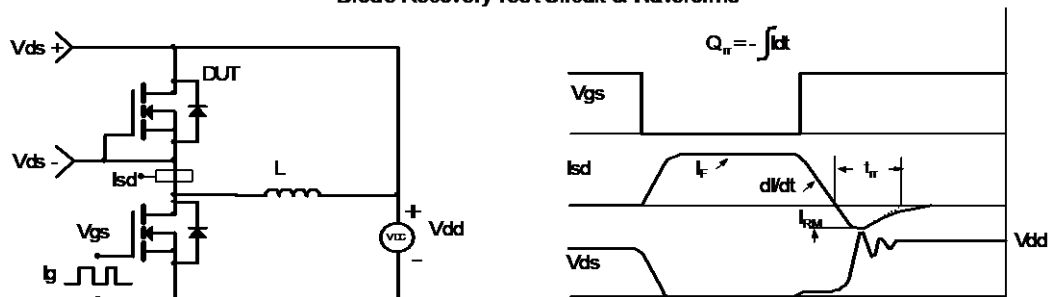 Diode Recovery Test Circuit & Waveforms
Vds +
DUT
Vds -
Isd
L
Vgs
Ig
VDC
+
Vdd
-
Qrr = - ∫Idt
Vgs
Isd
IF
dI/dt
trr
IRM
Vdd
Vds